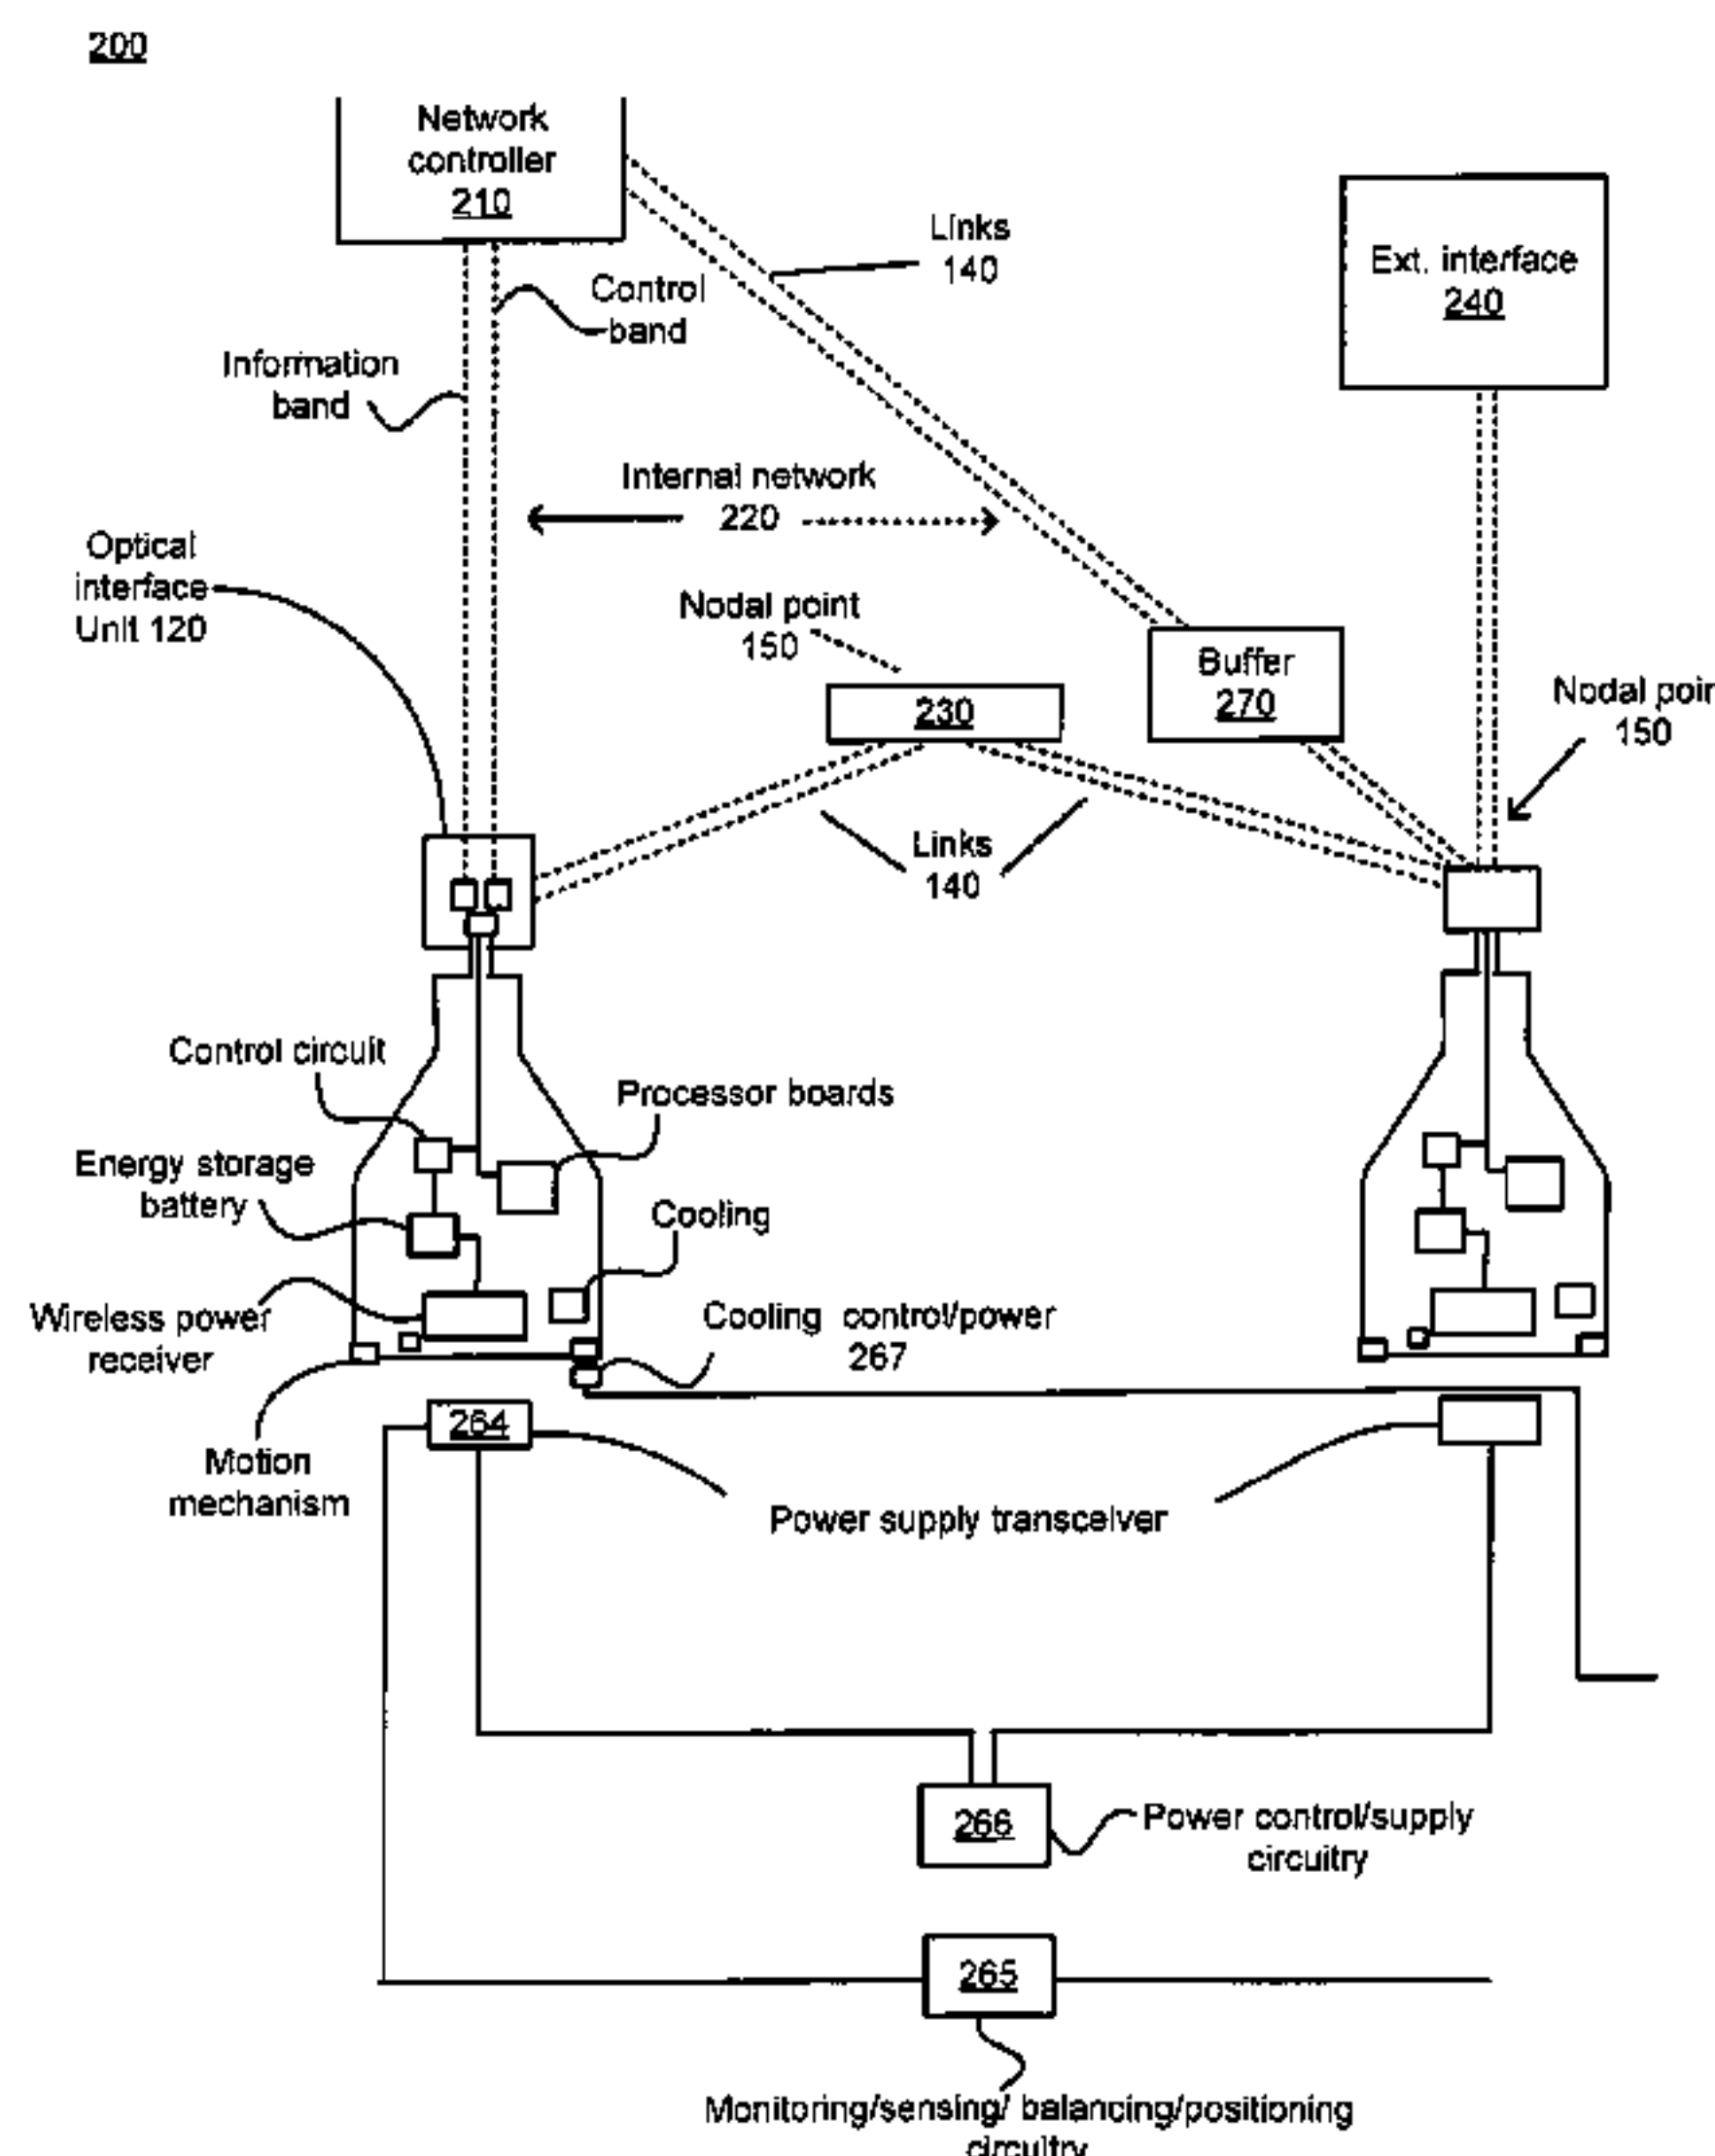 200
Network
controller
210
Links
140
Ext. interface
240
Control
band
Information
band
Internal network
220
Optical
interface
Unit 120
Nodal point
150
Buffer
270
230
Nodal poin
150
Links
140
Control circuit
Processor boards
Energy storage
battery
Cooling
Wireless power
receiver
Cooling control/power
267
264
Motion
mechanism
Power supply transceiver
266
Power control/supply
circuitry
265
Monitoring/sensing/ balancing/positioning
circuitry